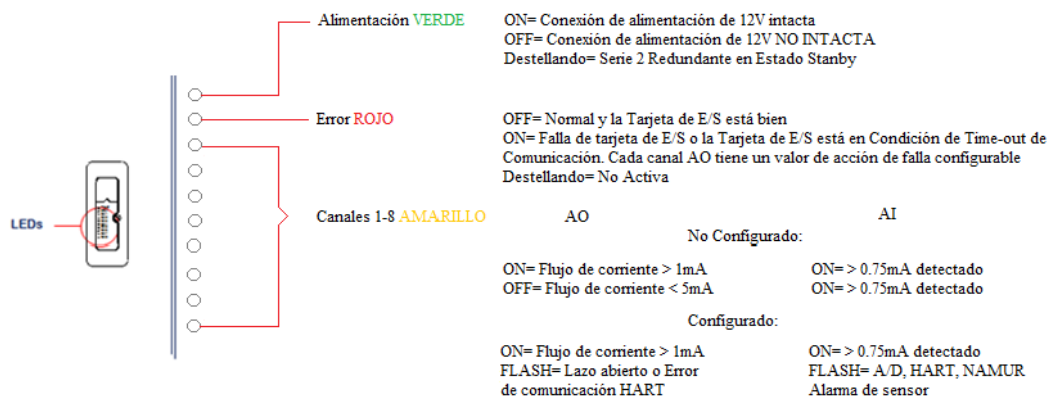 Alimentación VERDE
ON= Conexión de alimentación de 12V intacta
OFF= Conexión de alimentación de 12V NO INTACTA
Destellando= Serie 2 Redundante en Estado Stanby
Error ROJO
OFF= Normal y la Tarjeta de E/S está bien
ON= Falla de tarjeta de E/S o la Tarjeta de E/S está en Condición de Time-out de
Comunicación. Cada canal AO tiene un valor de acción de falla configurable
Destellando= No Activa
LEDs
Canales 1-8 AMARILLO
AO
AI
No Configurado:
ON= Flujo de corriente > 1mA
ON= > 0.75mA detectado
OFF= Flujo de corriente < 5mA
ON= > 0.75mA detectado
Configurado:
ON= Flujo de corriente > 1mA
ON= > 0.75mA detectado
FLASH= Lazo abierto o Error
FLASH= A/D, HART, NAMUR
de comunicación HART
Alarma de sensor